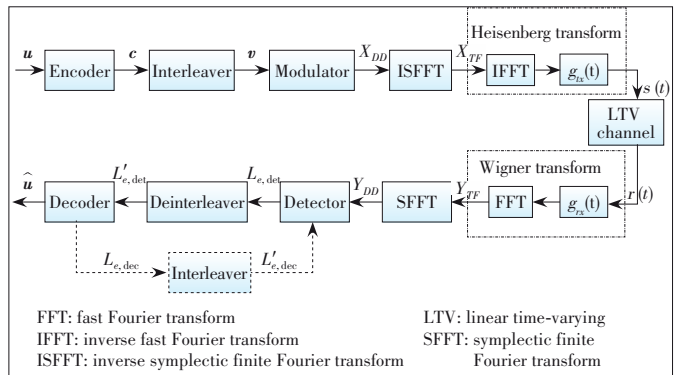 Heisenberg transform
u Encoder c Interleaver v Modulator X_DD ISFFT X_TF IFFT g_tx(t) s(t)
LTV channel
Wigner transform
û Decoder L′_e,det Deinterleaver L_e,det Detector Y_DD SFFT Y_TF FFT g_rx(t) r(t)
L_e,dec Interleaver L′_e,dec
FFT: fast Fourier transform
IFFT: inverse fast Fourier transform
ISFFT: inverse symplectic finite Fourier transform
LTV: linear time-varying
SFFT: symplectic finite
Fourier transform